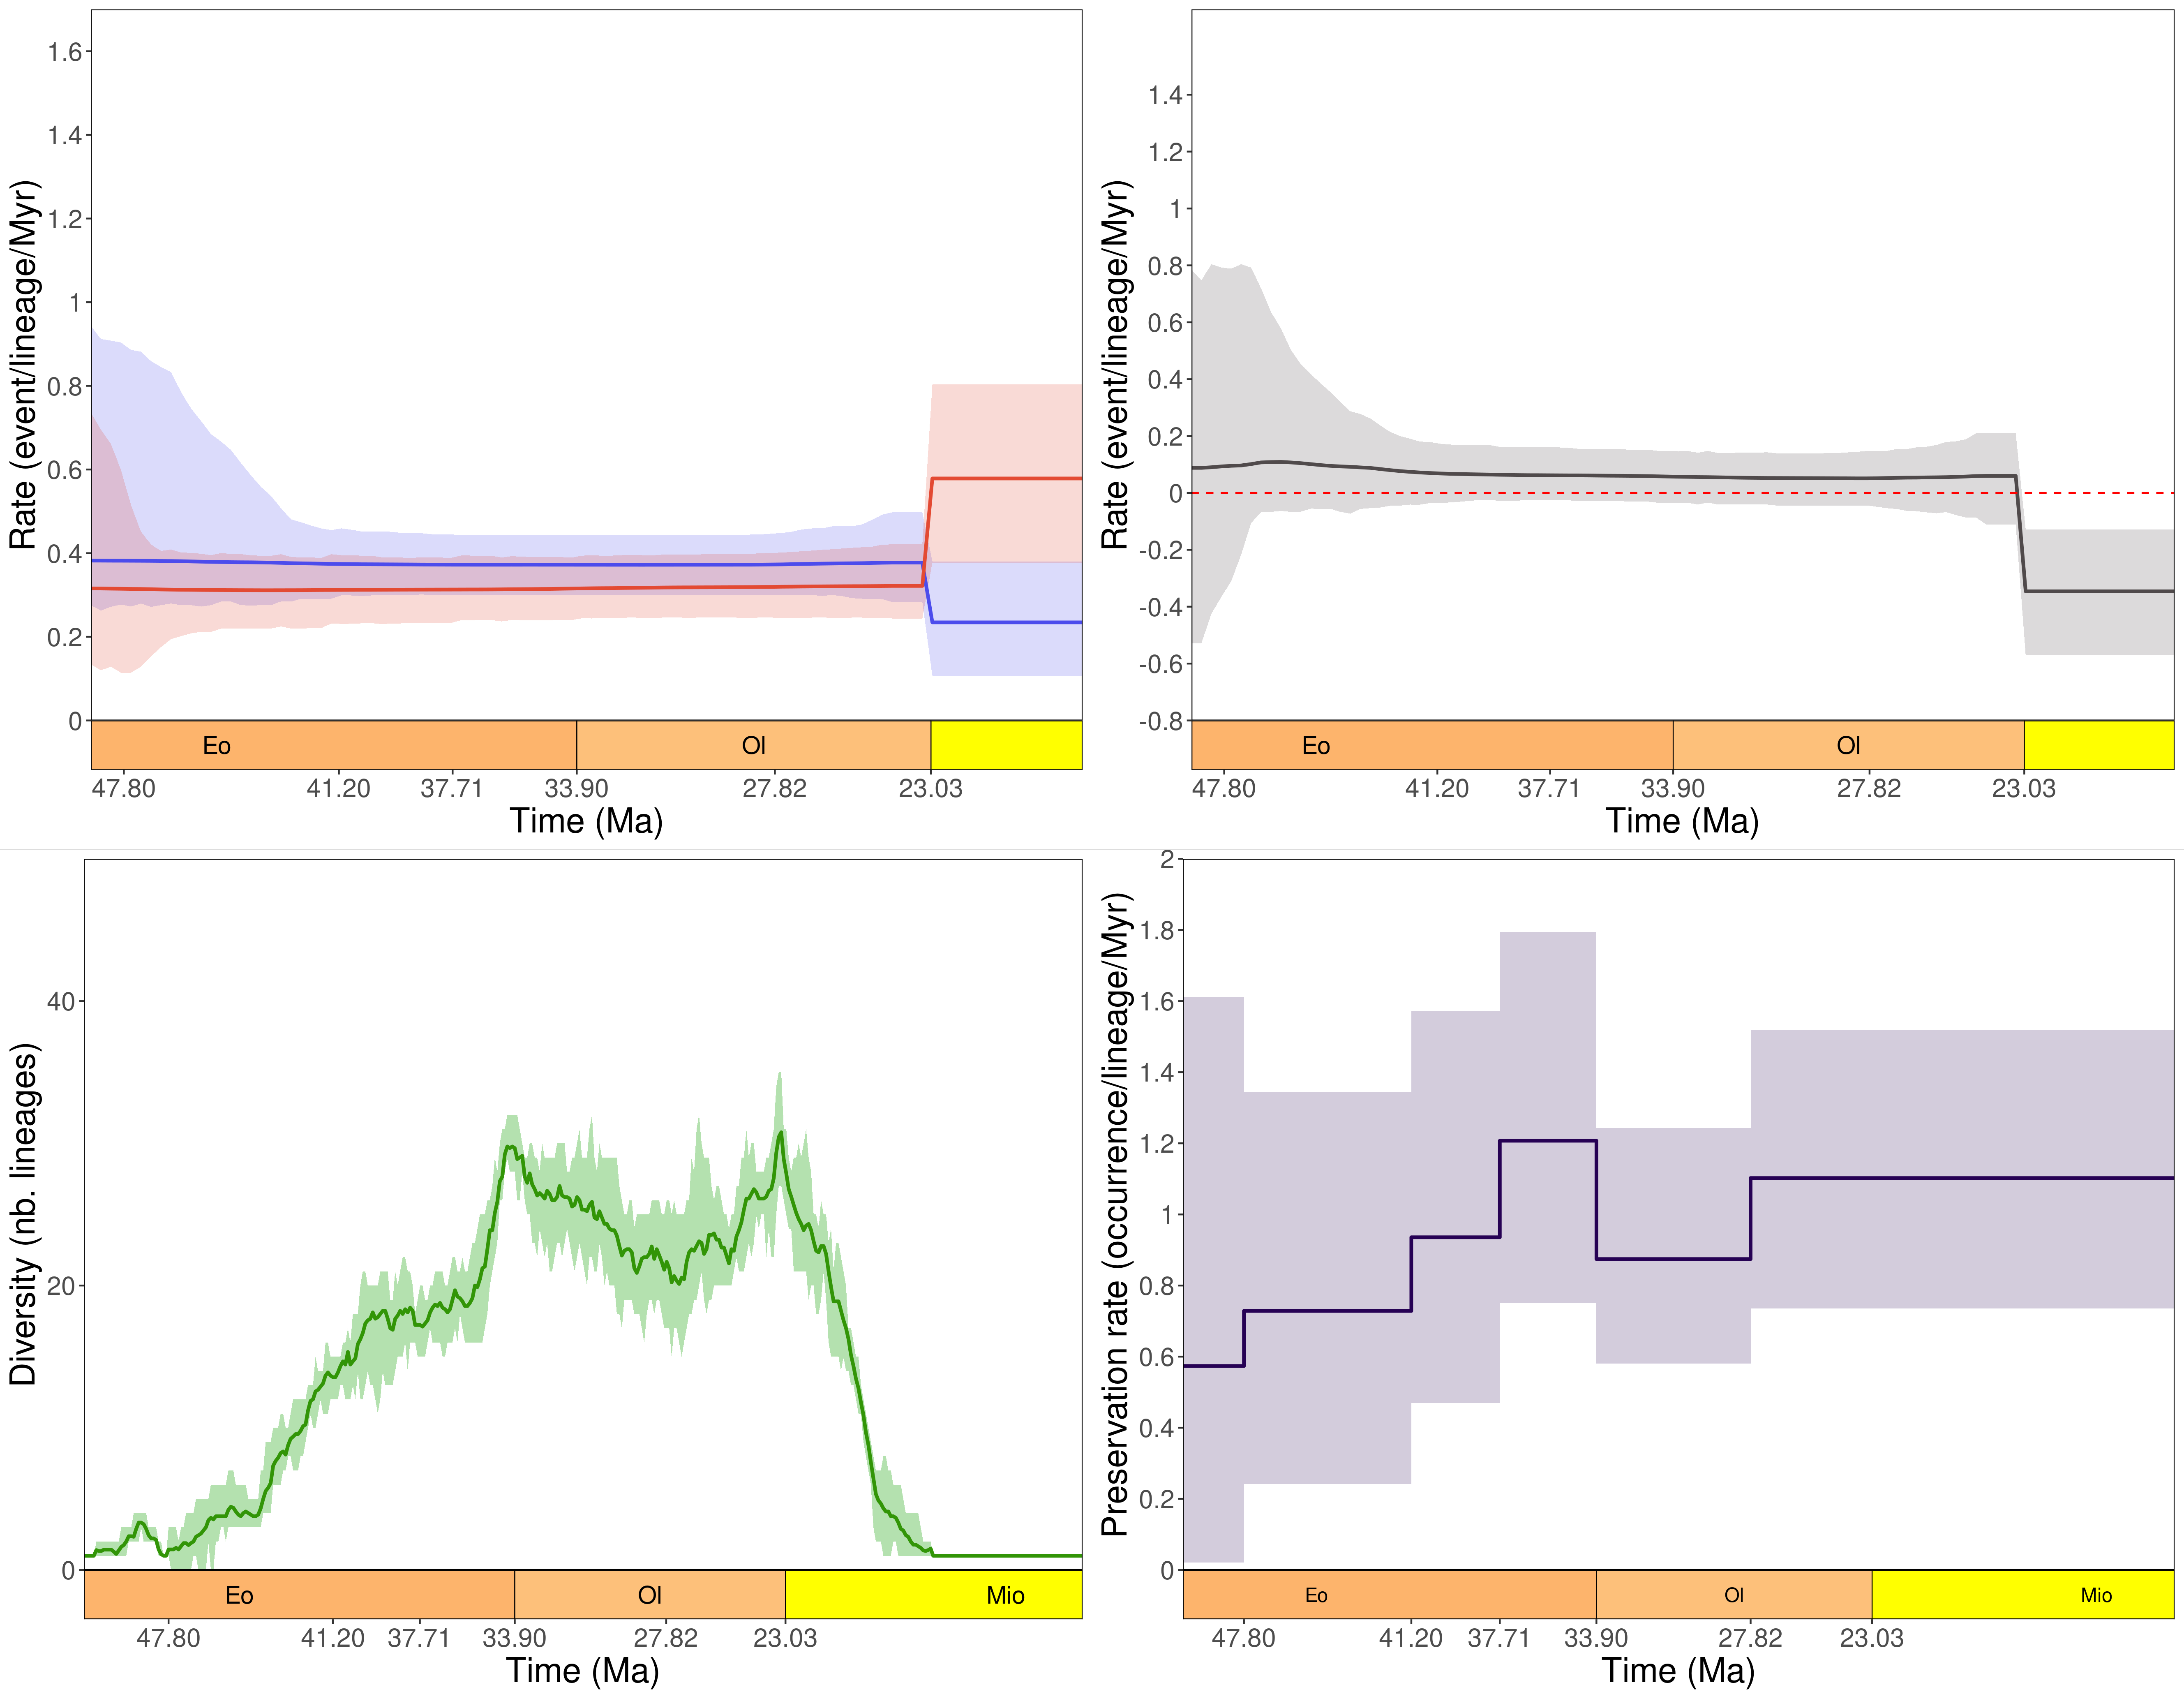 Rate (event/lineage/Myr)
1.6
1.4
1.2
1
0.8
0.6
0.4
0.2
0
Eo Ol
47.80 41.20 37.71 33.90 27.82 23.03
Time (Ma)
Rate (event/lineage/Myr)
1.4
1.2
1
0.8
0.6
0.4
0.2
0
-0.2
-0.4
-0.6
-0.8
Eo Ol
47.80 41.20 37.71 33.90 27.82 23.03
Time (Ma)
Diversity (nb. lineages)
40
20
0
Eo Ol Mio
47.80 41.20 37.71 33.90 27.82 23.03
Time (Ma)
Preservation rate (occurrence/lineage/Myr)
2
1.8
1.6
1.4
1.2
1
0.8
0.6
0.4
0.2
0
Eo Ol Mio
47.80 41.20 37.71 33.90 27.82 23.03
Time (Ma)